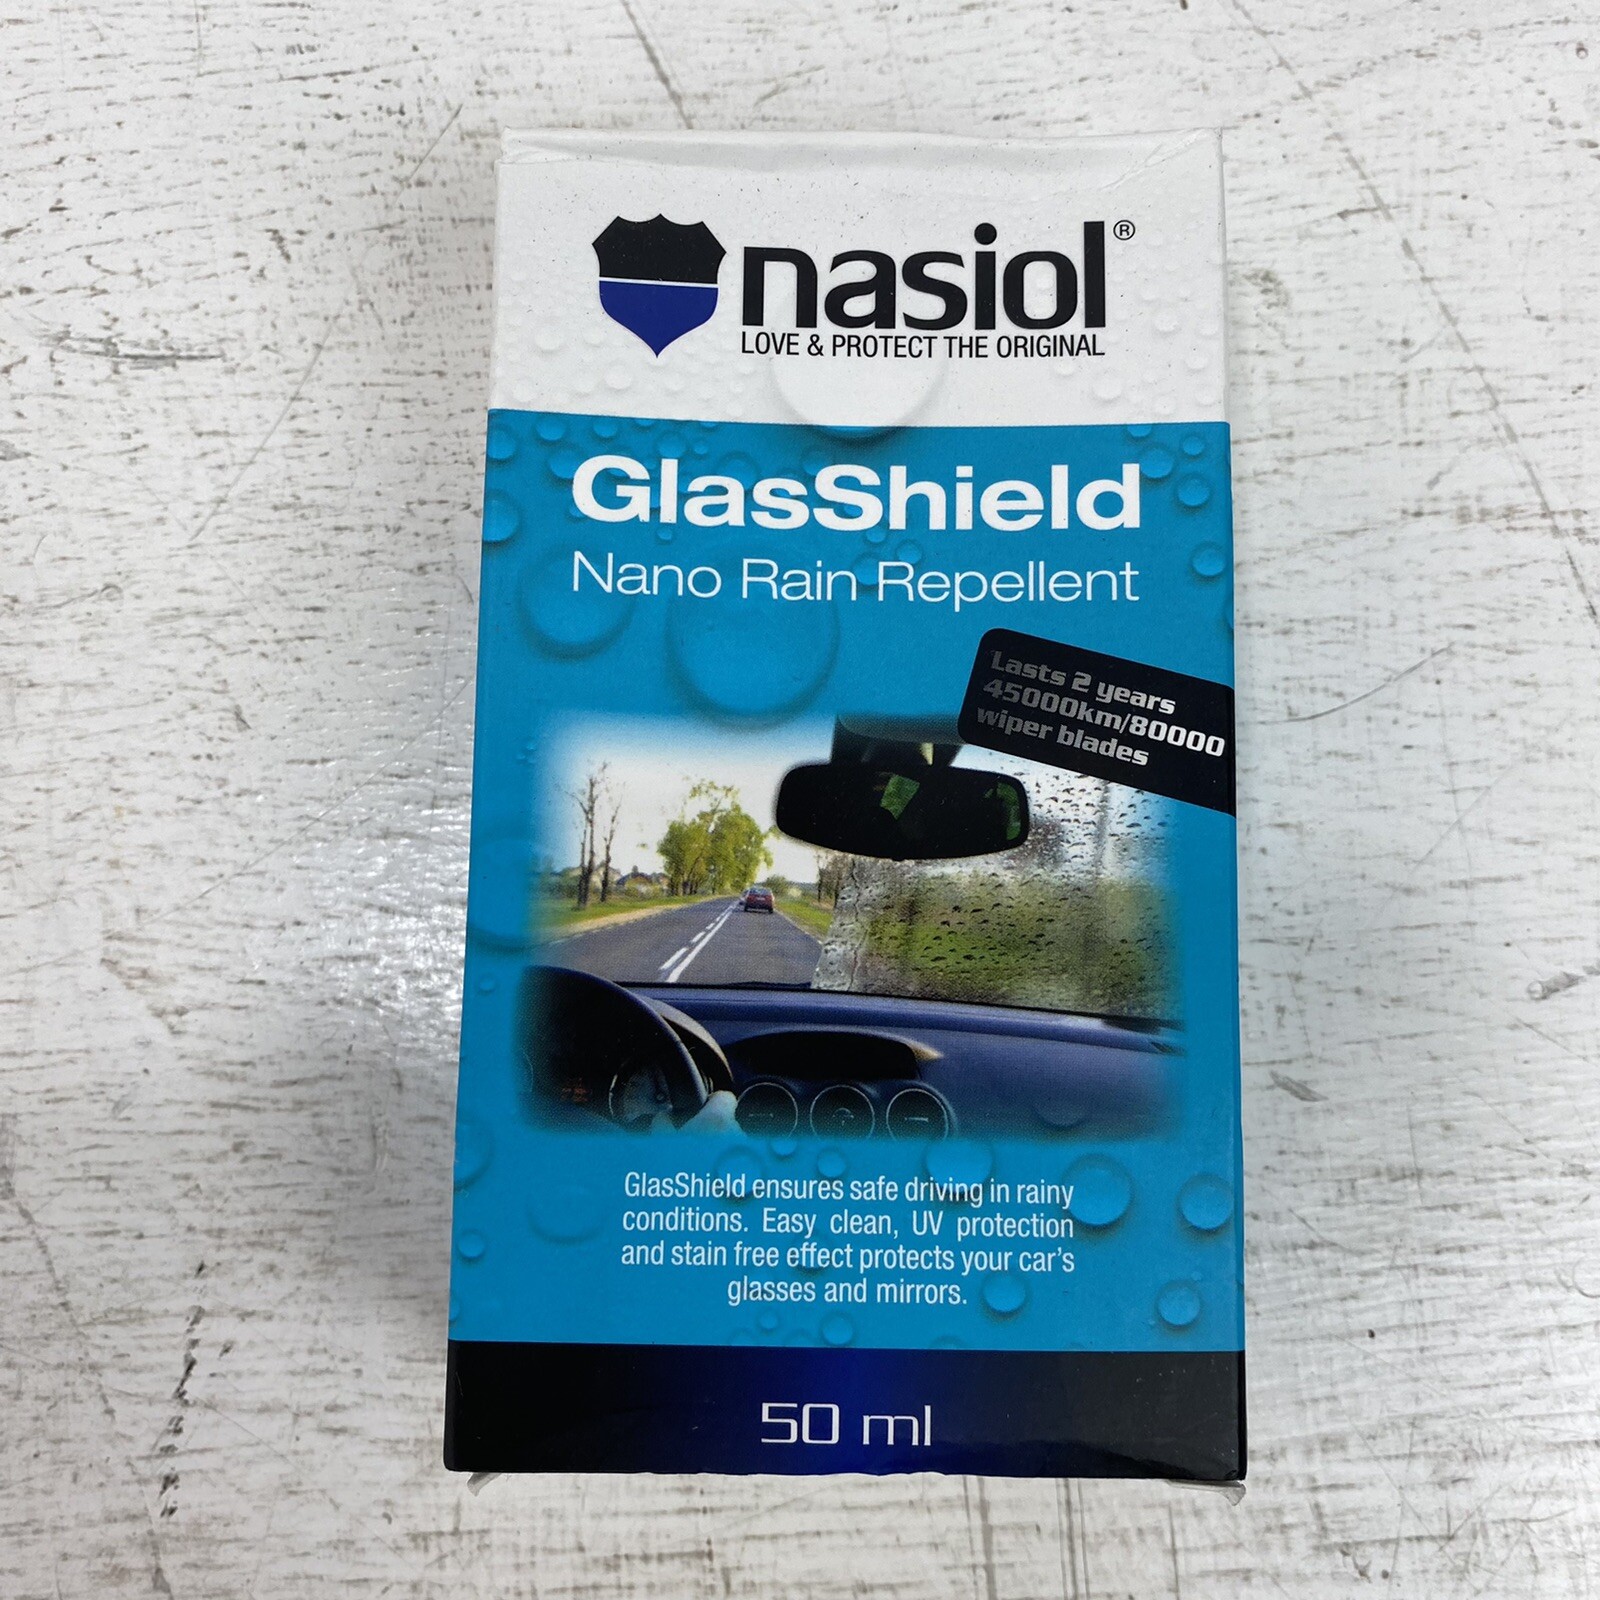 nasiol®
LOVE & PROTECT THE ORIGINAL
GlasShield
Nano Rain Repellent
Lasts 2 years
45000km/80000
wiper blades
GlasShield ensures safe driving in rainy
conditions. Easy clean, UV protection
and stain free effect protects your car's
glasses and mirrors.
50 ml